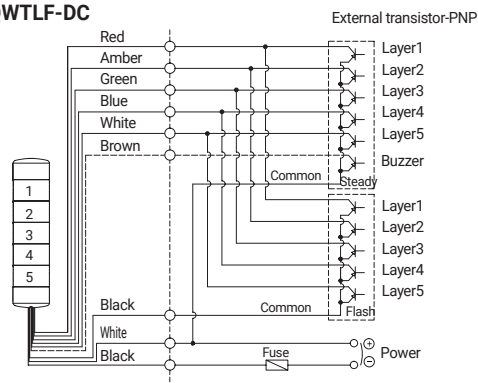 WTLF-DC
External transistor-PNP
Red
Amber
Green
Blue
White
Brown
Layer1
Layer2
Layer3
Layer4
Layer5
Buzzer
Common
Steady
1
2
3
4
5
Layer1
Layer2
Layer3
Layer4
Layer5
Black
Common
Flash
White
Black
Fuse
+
−
Power